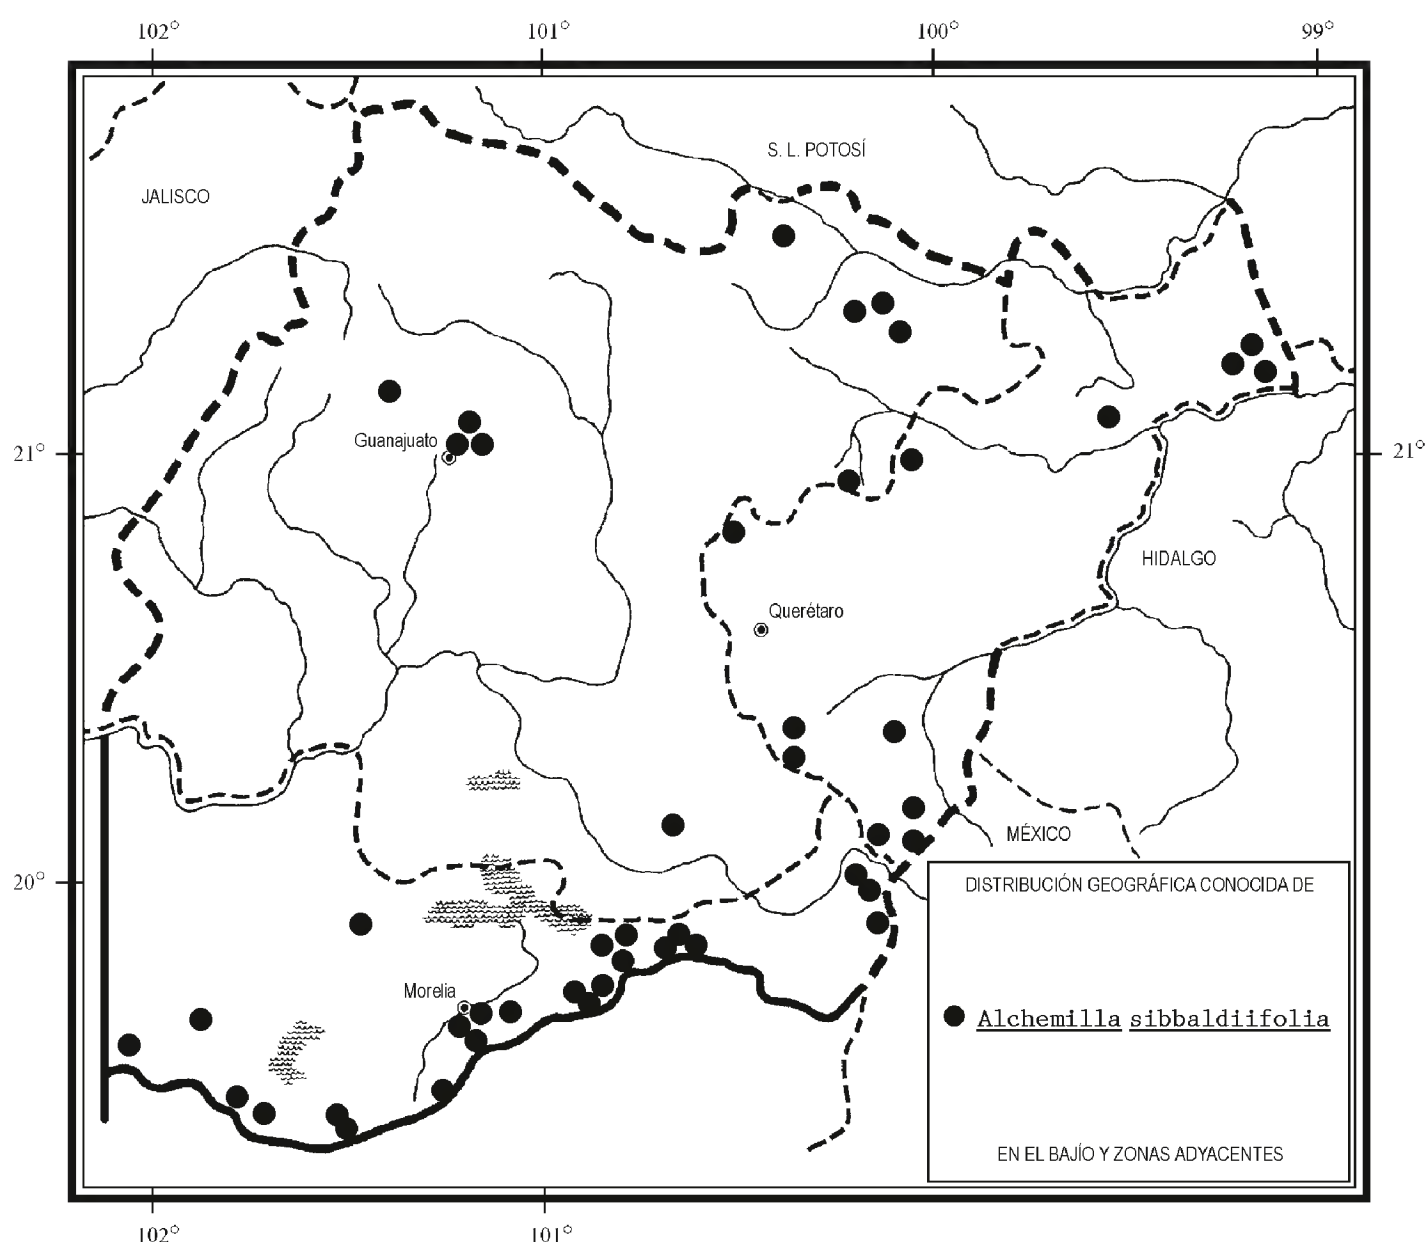 102° 101° 100° 99°
S. L. POTOSÍ
JALISCO
Guanajuato
21° 21°
HIDALGO
Querétaro
MÉXICO
20°
DISTRIBUCIÓN GEOGRÁFICA CONOCIDA DE
Morelia
Alchemilla sibbaldiifolia
EN EL BAJÍO Y ZONAS ADYACENTES
102° 101°